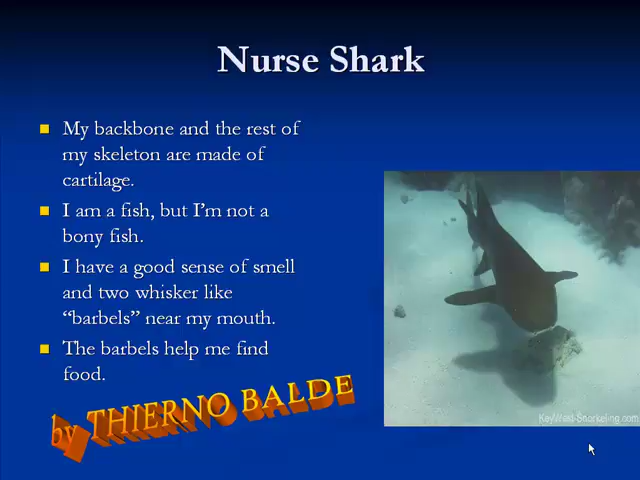 Nurse Shark
My backbone and the rest of
my skeleton are made of
cartilage.
I am a fish, but I'm not a
bony fish.
I have a good sense of smell
and two whisker like
“barbels” near my mouth.
The barbels help me find
food.
by THIERNO BALDE
KeyWest-Snorkeling.com